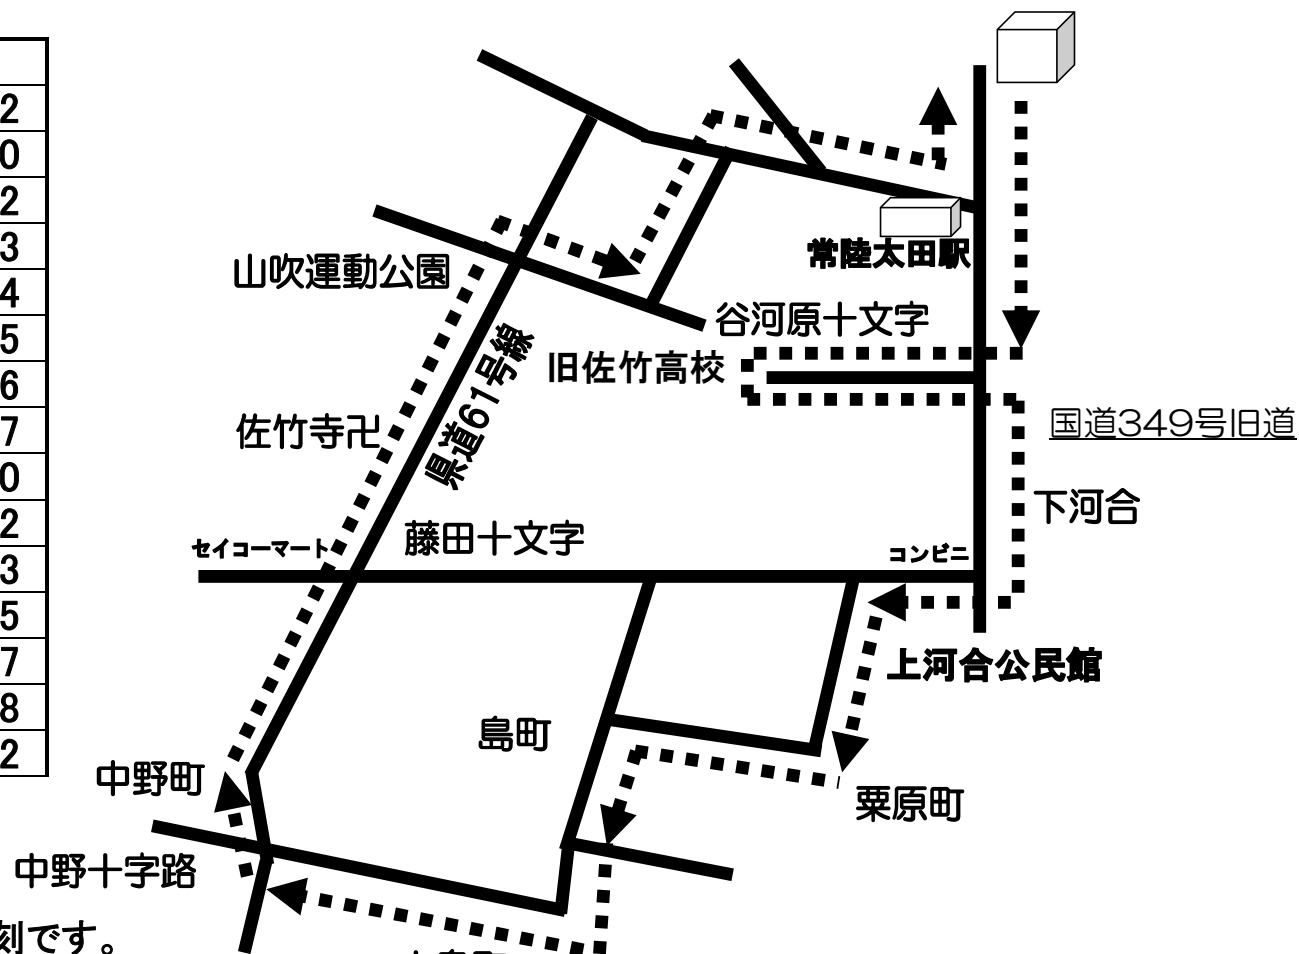 2
0
2
3
4
5
6
7
0
2
3
5
7
8
2
常陸太田駅
山吹運動公園
谷河原十文字
旧佐竹高校
県道61号線
国道349号旧道
佐竹寺卍
下河合
藤田十文字
セイコーマート
コンビニ
上河合公民館
島町
中野町
粟原町
中野十字路
刻です。